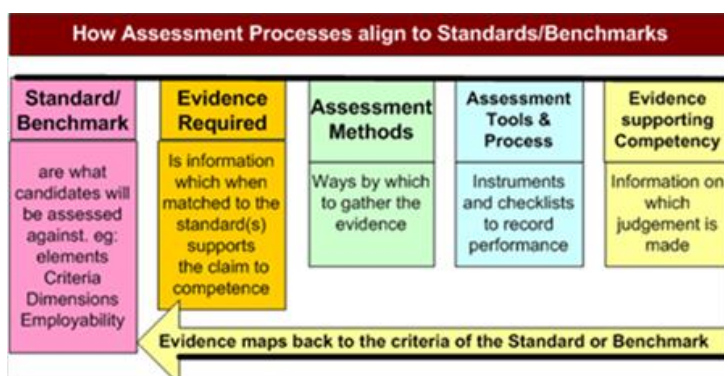 How Assessment Processes align to Standards/Benchmarks
Standard/
Benchmark
are what
candidates will
be assessed
against. eg:
elements
Criteria
Dimensions
Employability
Evidence
Required
Is information
which when
matched to the
standard(s)
supports
the claim to
competence
Assessment
Methods
Ways by which
to gather the
evidence
Assessment
Tools &
Process
Instruments
and checklists
to record
performance
Evidence
supporting
Competency
Information on
which
judgement is
made
Evidence maps back to the criteria of the Standard or Benchmark